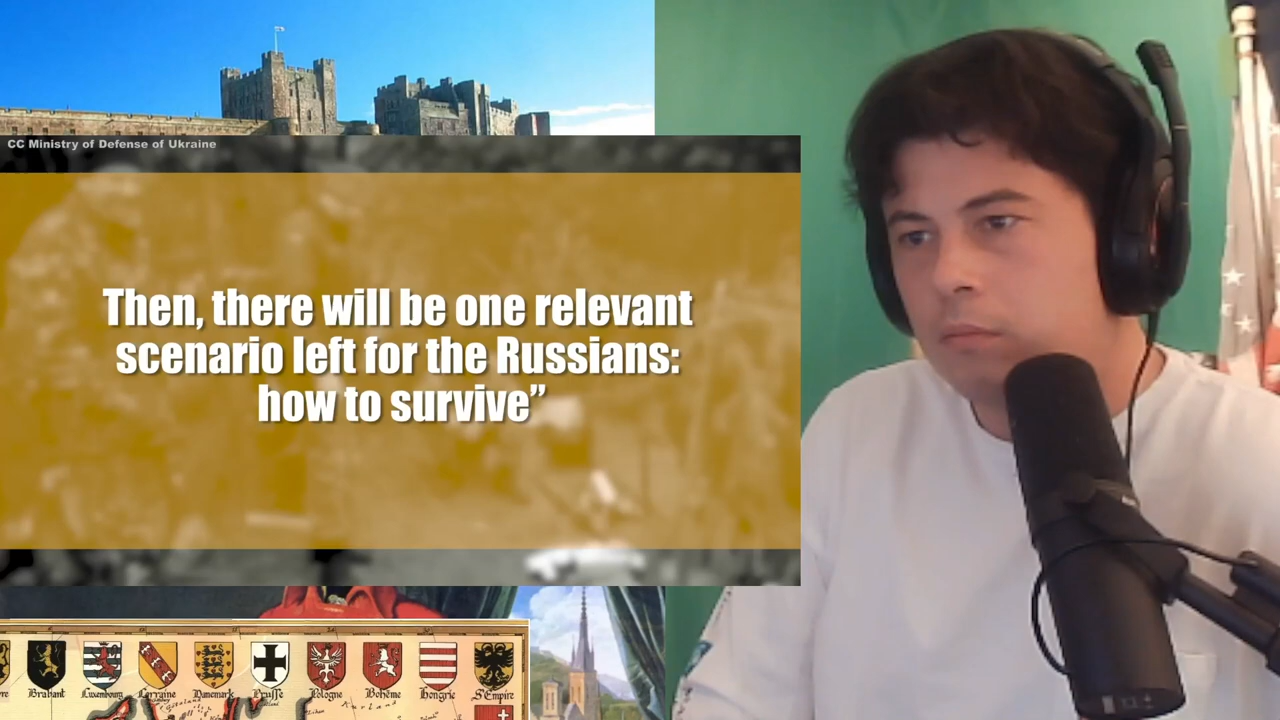 CC Ministry of Defense of Ukraine
Then, there will be one relevant
scenario left for the Russians:
how to survive”
Brabant
Luxembourg
Lorraine
Danemark
Prusse
Pologne
Bohême
Hongrie
S.Empire